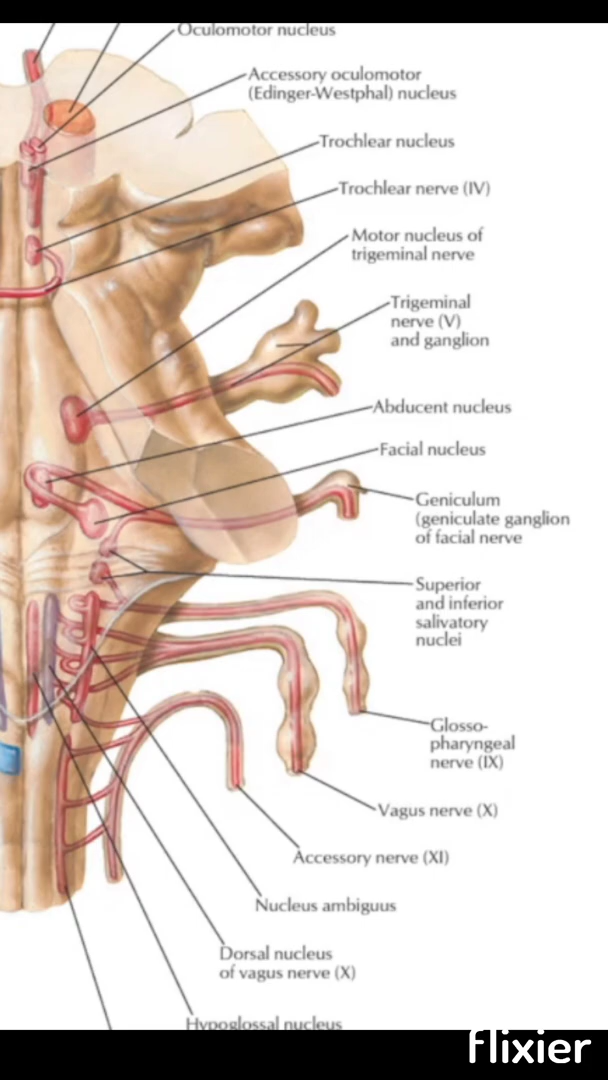 Oculomotor nucleus
Accessory oculomotor
(Edinger-Westphal) nucleus
Trochlear nucleus
Trochlear nerve (IV)
Motor nucleus of
trigeminal nerve
Trigeminal
nerve (V)
and ganglion
Abducent nucleus
Facial nucleus
Geniculum
(geniculate ganglion
of facial nerve
Superior
and inferior
salivatory
nuclei
Glosso-
pharyngeal
nerve (IX)
Vagus nerve (X)
Accessory nerve (XI)
Nucleus ambiguus
Dorsal nucleus
of vagus nerve (X)
Hypoglossal nucleus
flixier